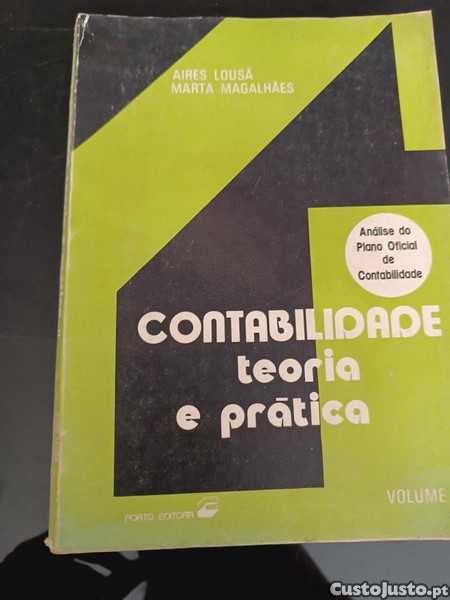 AIRES LOUSÃ
MARTA MAGALHÃES
Análise do
Plano Oficial
de
Contabilidade
CONTABILIDADE
teoria
e prática
VOLUME
PORTO EDITORA
CustoJusto.pt